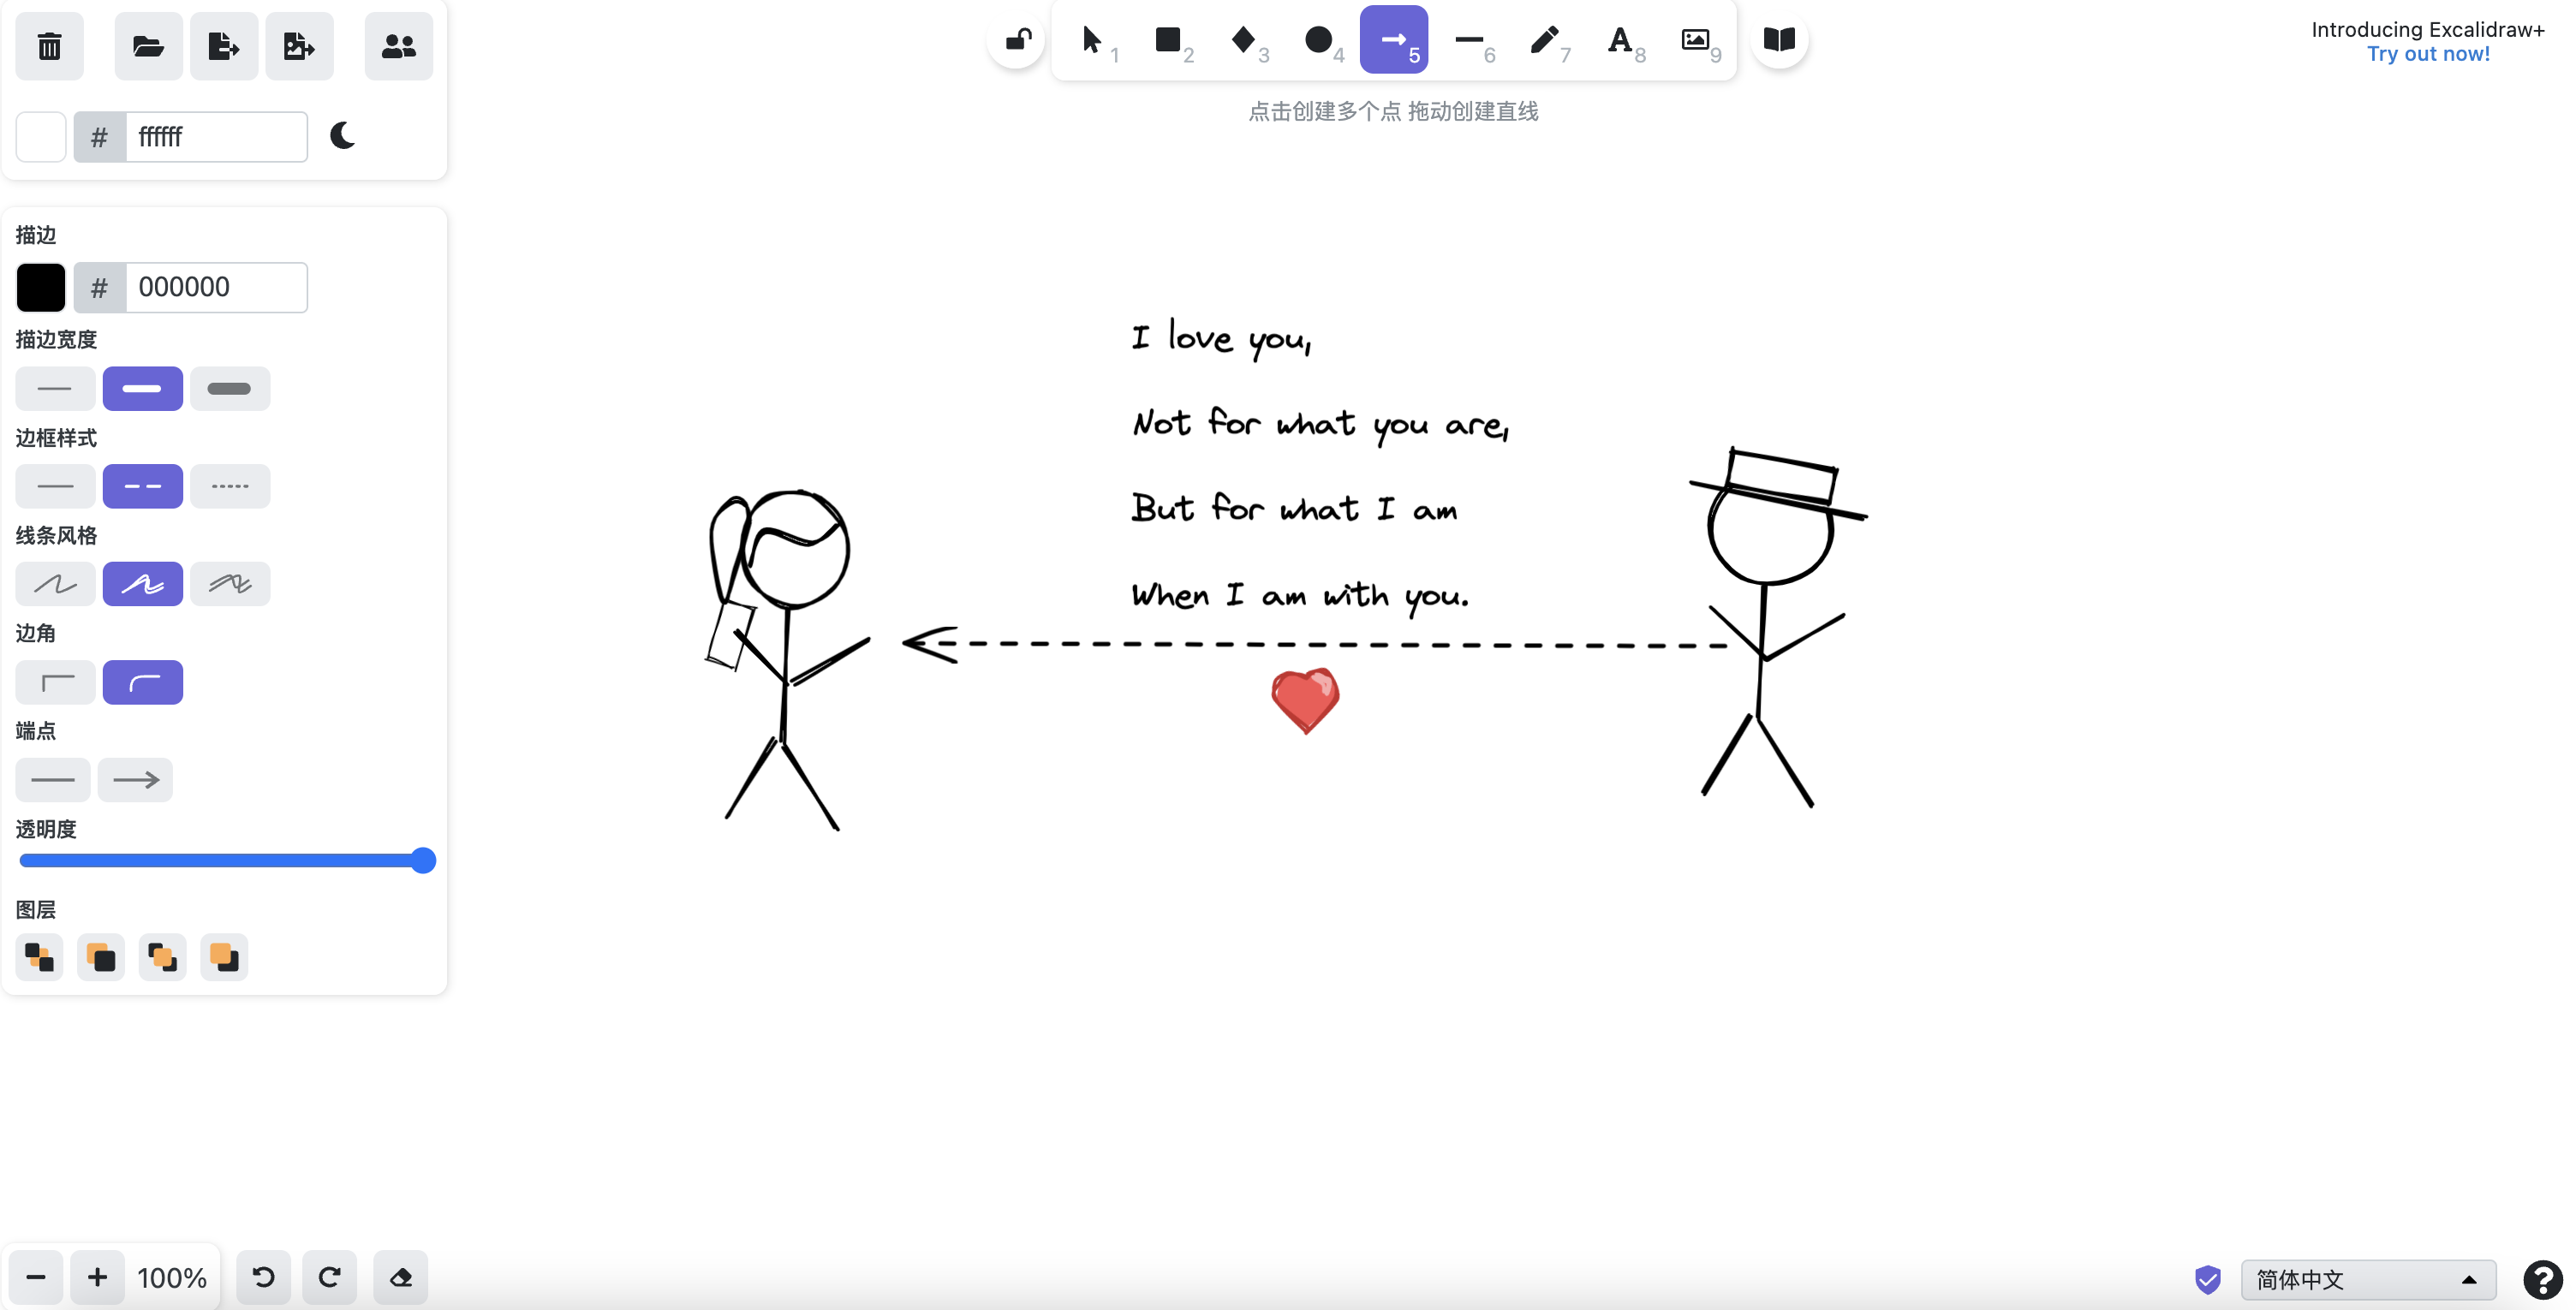 1
2
3
4
5
6
7
8
9
Introducing Excalidraw+
Try out now!
点击创建多个点 拖动创建直线
# ffffff
描边
# 000000
描边宽度
边框样式
线条风格
边角
端点
透明度
图层
I love you,
Not for what you are,
But for what I am
When I am with you.
100%
简体中文